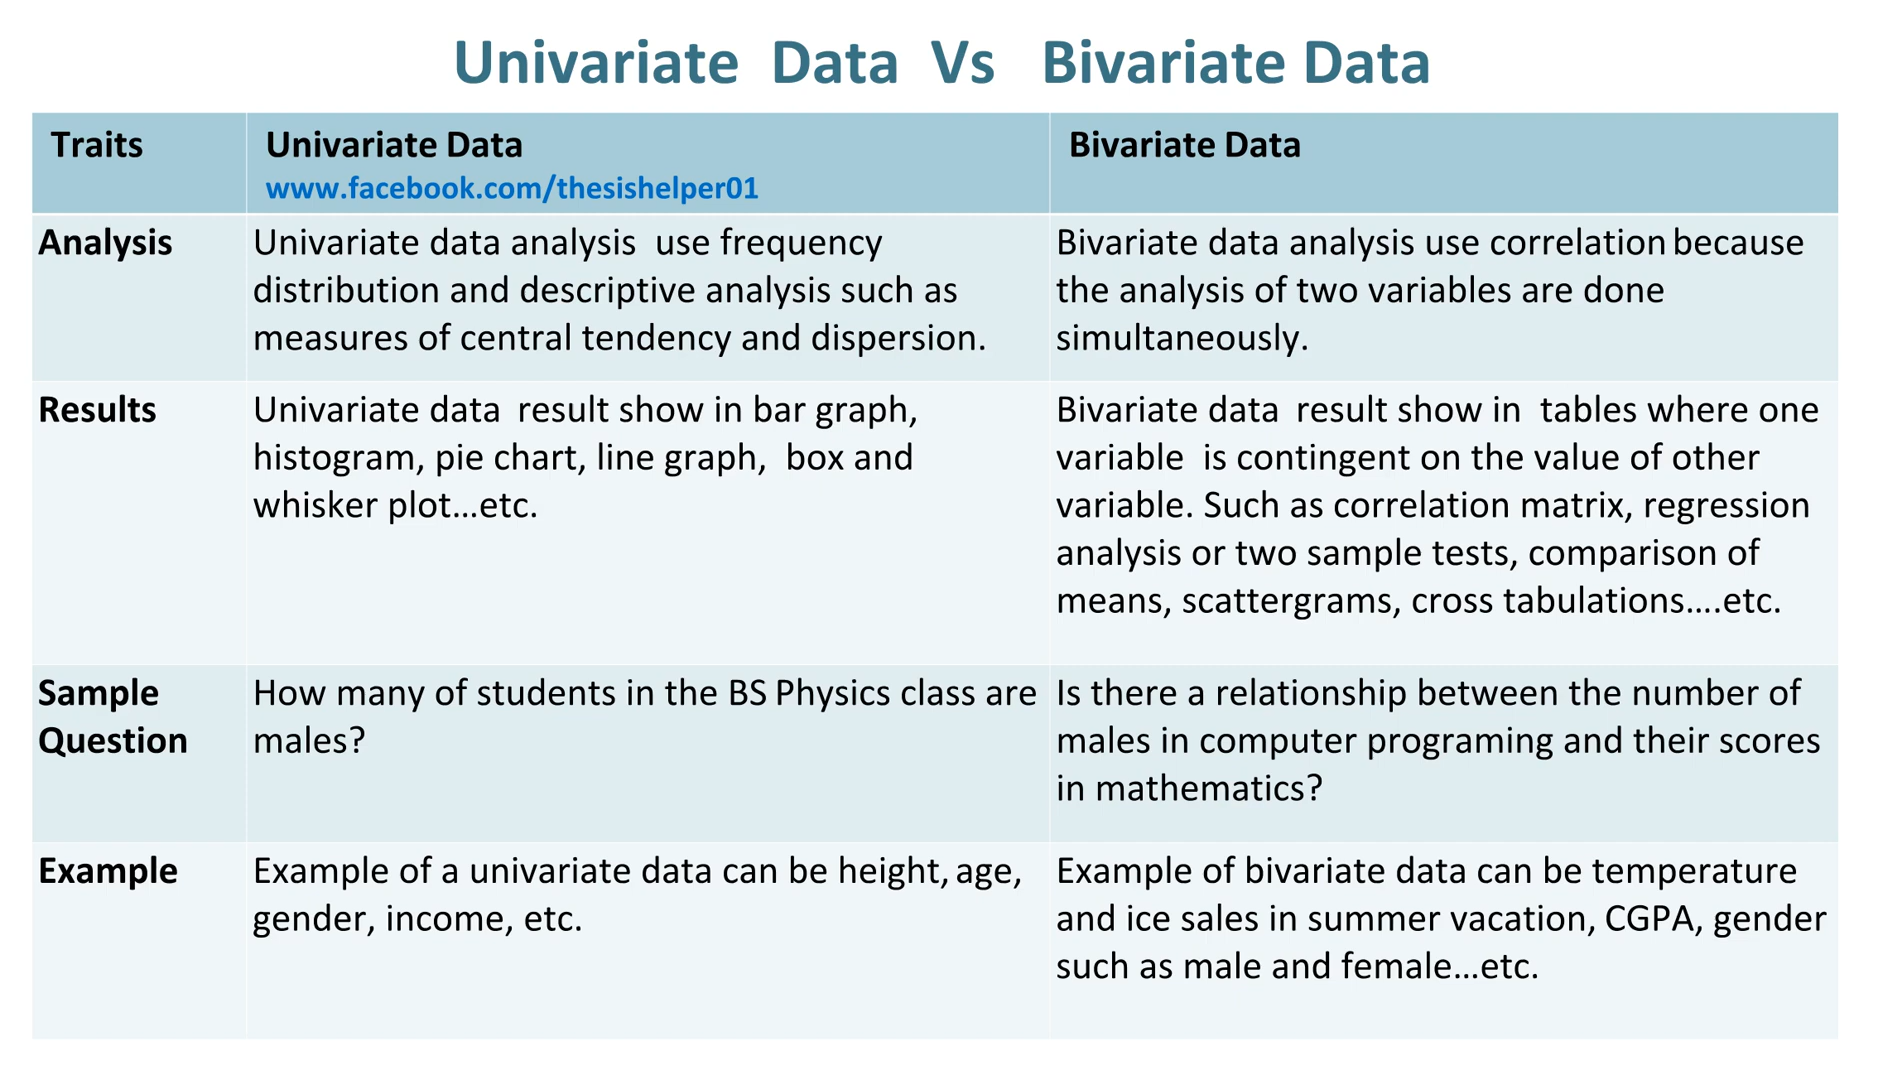 Univariate Data Vs Bivariate Data
Traits
Univariate Data
www.facebook.com/thesishelper01
Bivariate Data
Analysis
Univariate data analysis use frequency
distribution and descriptive analysis such as
measures of central tendency and dispersion.
Bivariate data analysis use correlation because
the analysis of two variables are done
simultaneously.
Results
Univariate data result show in bar graph,
histogram, pie chart, line graph, box and
whisker plot…etc.
Bivariate data result show in tables where one
variable is contingent on the value of other
variable. Such as correlation matrix, regression
analysis or two sample tests, comparison of
means, scattergrams, cross tabulations….etc.
Sample
Question
How many of students in the BS Physics class are
males?
Is there a relationship between the number of
males in computer programing and their scores
in mathematics?
Example
Example of a univariate data can be height, age,
gender, income, etc.
Example of bivariate data can be temperature
and ice sales in summer vacation, CGPA, gender
such as male and female…etc.